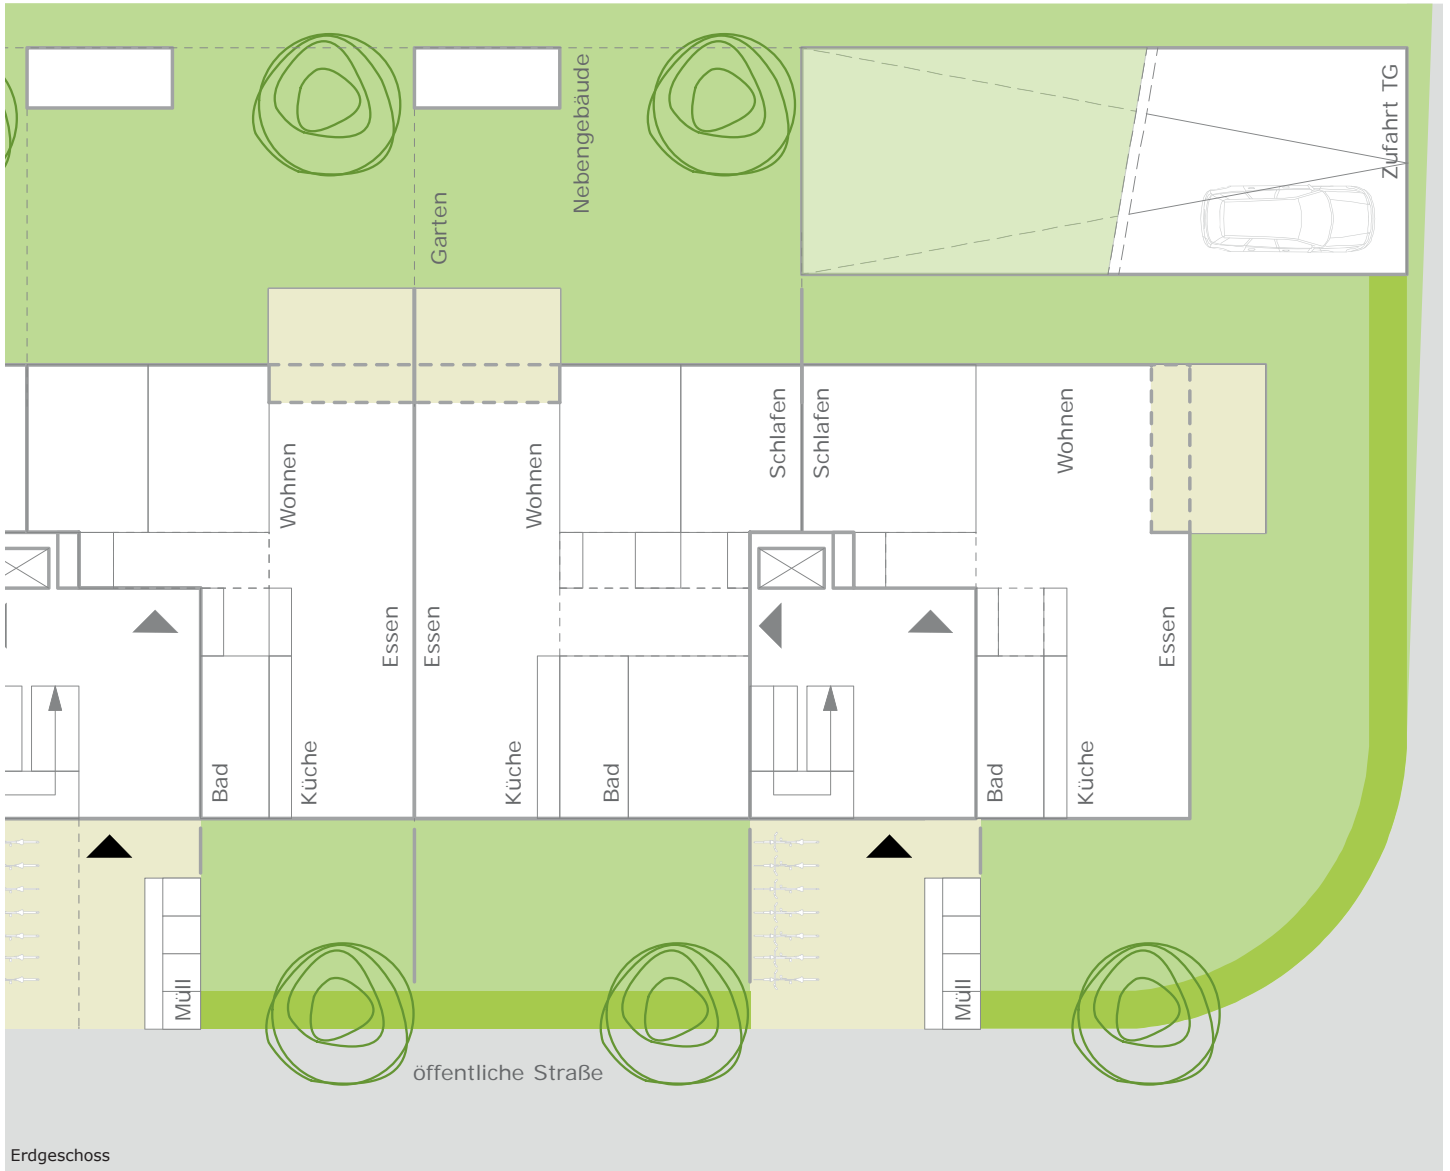 Nebengebäude
Zufahrt TG
Garten
Schlafen
Schlafen
Wohnen
Wohnen
Wohnen
Essen
Essen
Essen
Bad
Küche
Küche
Bad
Bad
Küche
Müll
Müll
öffentliche Straße
Erdgeschoss